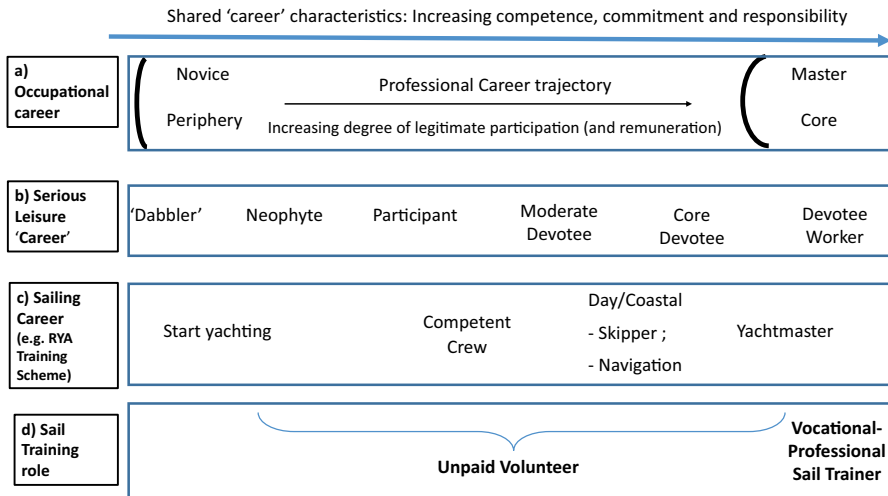 Shared ‘career’ characteristics: Increasing competence, commitment and responsibility
a)
Occupational
career
Novice
Periphery
Professional Career trajectory
Increasing degree of legitimate participation (and remuneration)
Master
Core
b) Serious
Leisure
‘Career’
‘Dabbler’
Neophyte
Participant
Moderate
Devotee
Core
Devotee
Devotee
Worker
c) Sailing
Career
(e.g. RYA
Training
Scheme)
Start yachting
Competent
Crew
Day/Coastal
- Skipper ;
- Navigation
Yachtmaster
d) Sail
Training
role
Unpaid Volunteer
Vocational-
Professional
Sail Trainer